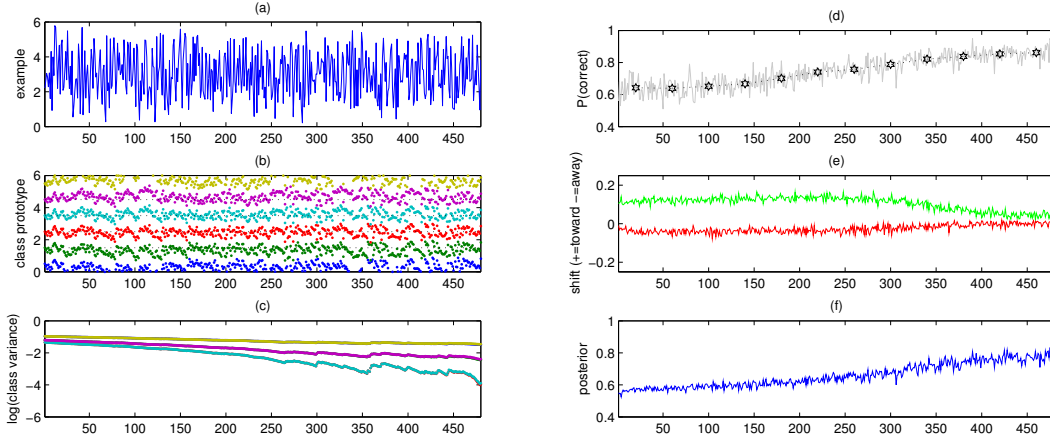 (a)
example
6
4
2
0
50 100 150 200 250 300 350 400 450
(b)
class prototype
6
4
2
0
50 100 150 200 250 300 350 400 450
(c)
log(class variance)
0
−2
−4
−6
50 100 150 200 250 300 350 400 450
(d)
P(correct)
1
0.8
0.6
0.4
50 100 150 200 250 300 350 400 450
(e)
shift (+=toward −=away)
0.2
0
−0.2
50 100 150 200 250 300 350 400 450
(f)
posterior
1
0.8
0.6
0.4
50 100 150 200 250 300 350 400 450